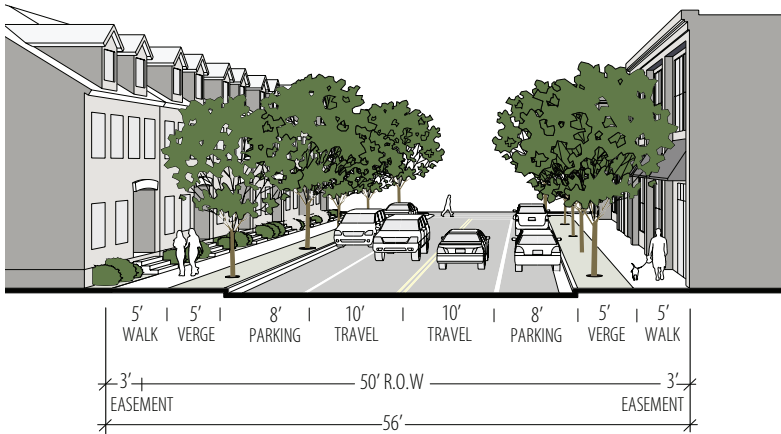 5' 5' 8' 10' 10' 8' 5' 5'
WALK VERGE PARKING TRAVEL TRAVEL PARKING VERGE WALK
3' 50' R.O.W 3'
EASEMENT EASEMENT
56'